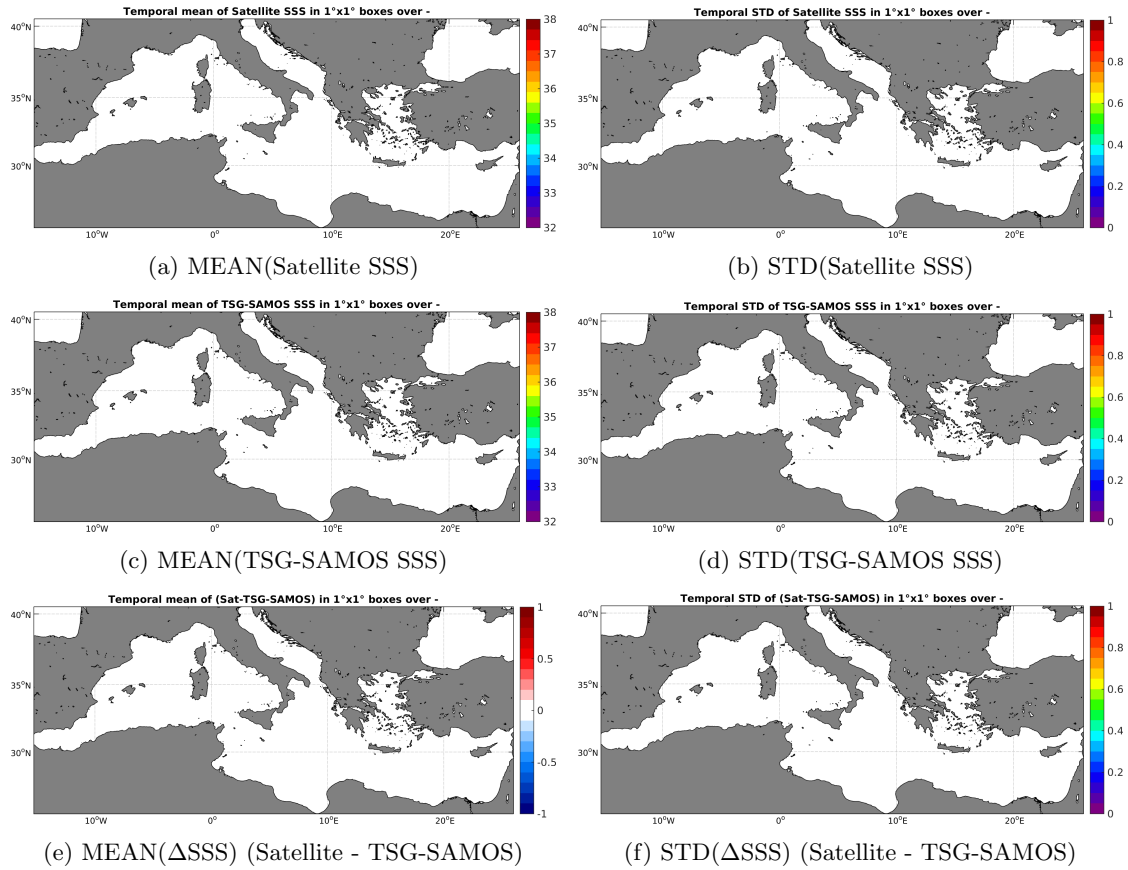 Temporal mean of Satellite SSS in 1°x1° boxes over -
40°N
35°N
30°N
10°W
0°
10°E
20°E
38
37
36
35
34
33
32
(a) MEAN(Satellite SSS)
Temporal STD of Satellite SSS in 1°x1° boxes over -
40°N
35°N
30°N
10°W
0°
10°E
20°E
1
0.8
0.6
0.4
0.2
0
(b) STD(Satellite SSS)
Temporal mean of TSG-SAMOS SSS in 1°x1° boxes over -
40°N
35°N
30°N
10°W
0°
10°E
20°E
38
37
36
35
34
33
32
(c) MEAN(TSG-SAMOS SSS)
Temporal STD of TSG-SAMOS SSS in 1°x1° boxes over -
40°N
35°N
30°N
10°W
0°
10°E
20°E
1
0.8
0.6
0.4
0.2
0
(d) STD(TSG-SAMOS SSS)
Temporal mean of (Sat-TSG-SAMOS) in 1°x1° boxes over -
40°N
35°N
30°N
10°W
0°
10°E
20°E
1
0.5
0
-0.5
-1
(e) MEAN(ΔSSS) (Satellite - TSG-SAMOS)
Temporal STD of (Sat-TSG-SAMOS) in 1°x1° boxes over -
40°N
35°N
30°N
10°W
0°
10°E
20°E
1
0.8
0.6
0.4
0.2
0
(f) STD(ΔSSS) (Satellite - TSG-SAMOS)